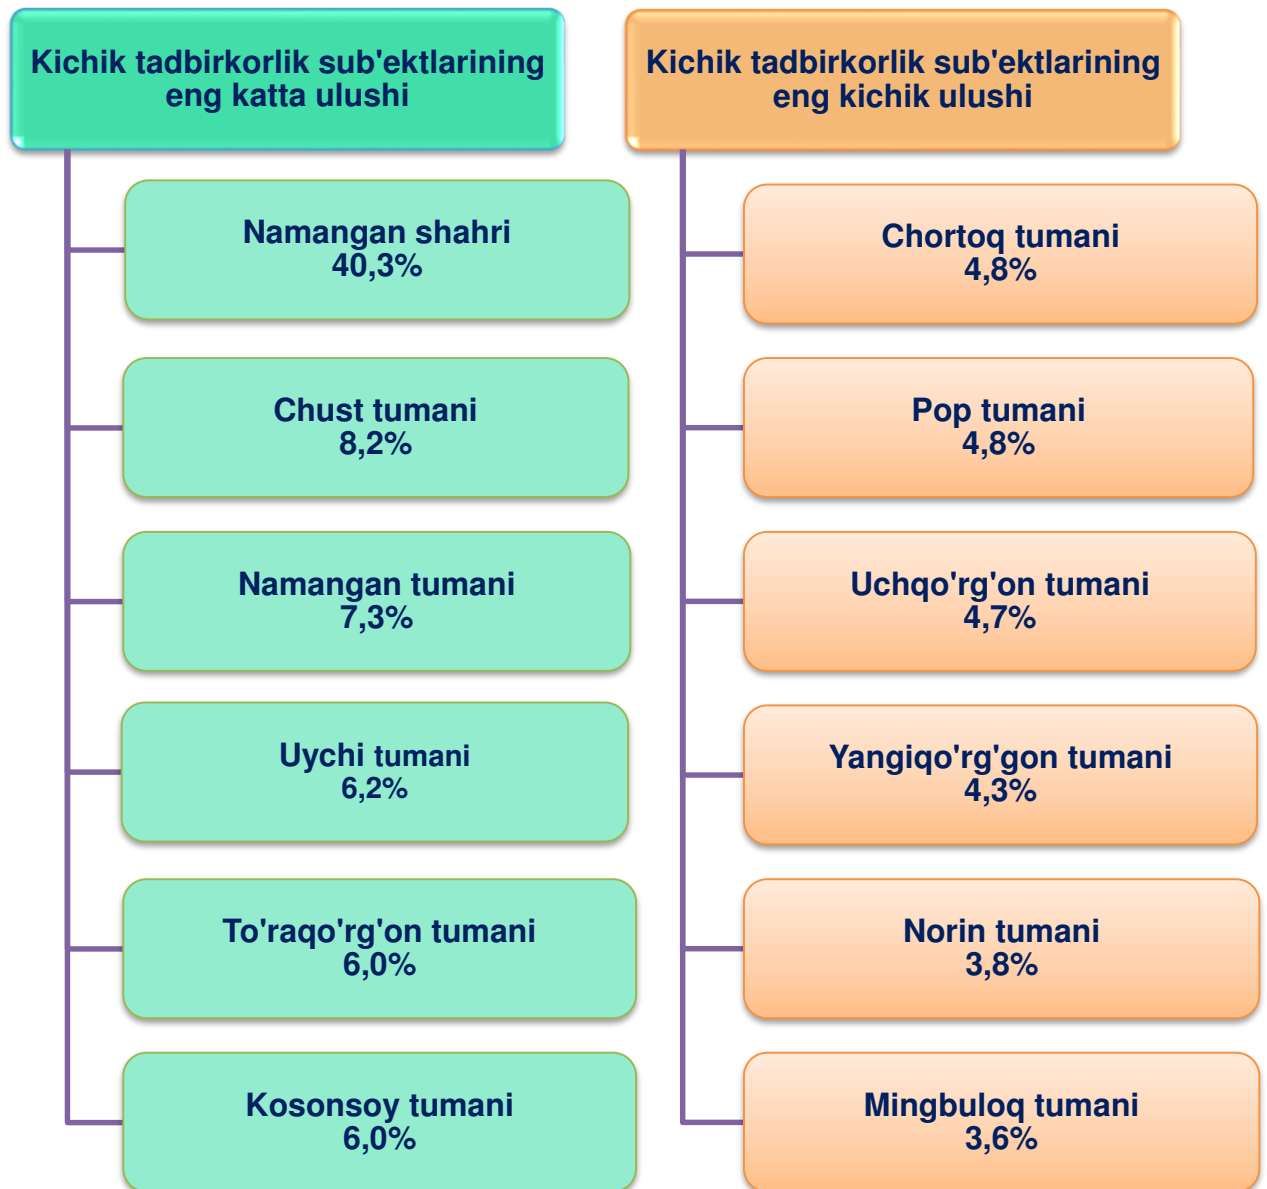 Kichik tadbirkorlik sub'ektlarining
eng katta ulushi
Namangan shahri
40,3%
Chust tumani
8,2%
Namangan tumani
7,3%
Uychi tumani
6,2%
To'raqo'rg'on tumani
6,0%
Kosonsoy tumani
6,0%
Kichik tadbirkorlik sub'ektlarining
eng kichik ulushi
Chortoq tumani
4,8%
Pop tumani
4,8%
Uchqo'rg'on tumani
4,7%
Yangiqo'rg'gon tumani
4,3%
Norin tumani
3,8%
Mingbuloq tumani
3,6%